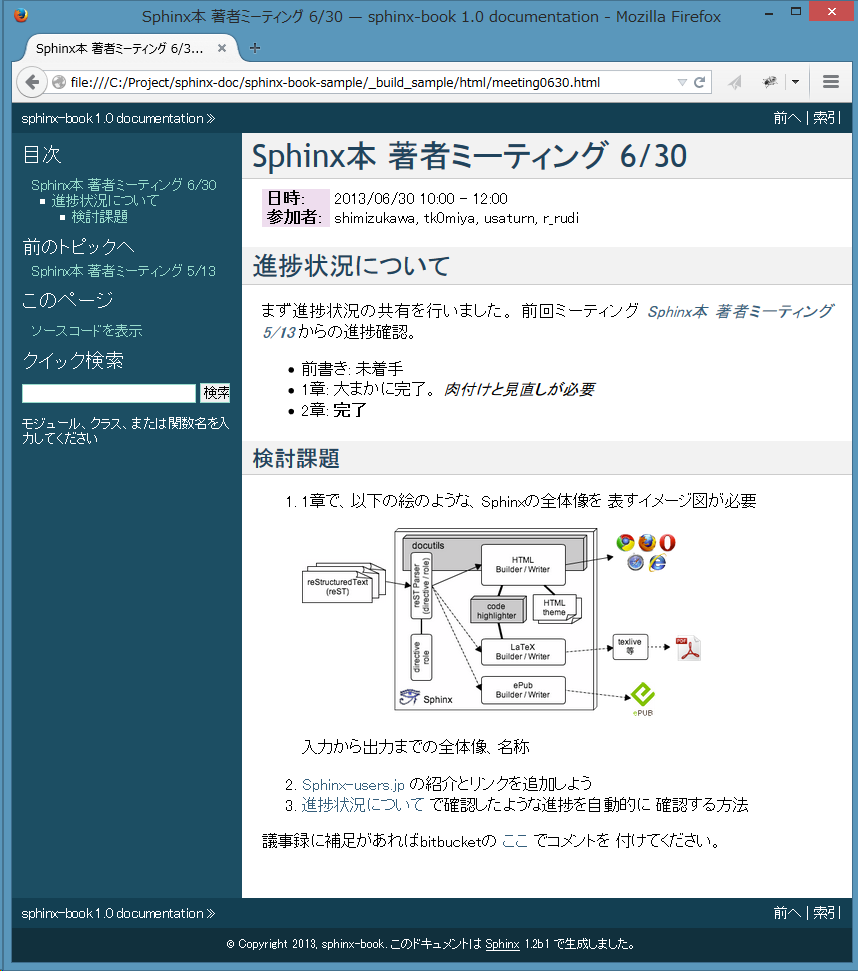 Sphinx本 著者ミーティング 6/30 — sphinx-book 1.0 documentation - Mozilla Firefox
Sphinx本 著者ミーティング 6/3...
file:///C:/Project/sphinx-doc/sphinx-book-sample/_build_sample/html/meeting0630.html
sphinx-book 1.0 documentation »
前へ | 索引
目次
Sphinx本 著者ミーティング 6/30
進捗状況について
検討課題
前のトピックへ
Sphinx本 著者ミーティング 5/13
このページ
ソースコードを表示
クイック検索
検索
モジュール、クラス、または関数名を入
力してください
Sphinx本 著者ミーティング 6/30
日時: 2013/06/30 10:00 - 12:00
参加者: shimizukawa, tk0miya, usaturn, r_rudi
進捗状況について
まず進捗状況の共有を行いました。 前回ミーティング Sphinx本 著者ミーティング
5/13 からの進捗確認。
• 前書き: 未着手
• 1章: 大まかに完了。 肉付けと見直しが必要
• 2章: 完了
検討課題
1. 1章で、以下の絵のような、Sphinxの全体像を 表すイメージ図が必要
docutils
reStructuredText
(reST)
reST Parser
(directive / role)
HTML
Builder / Writer
code
highlighter
HTML
theme
directive
role
LaTeX
Builder / Writer
texlive
等
PDF
ePub
Builder / Writer
ePUB
Sphinx
入力から出力までの全体像、名称
2. Sphinx-users.jp の紹介とリンクを追加しよう
3. 進捗状況について で確認したような進捗を自動的に 確認する方法
議事録に補足があればbitbucketの ここ でコメントを 付けてください。
sphinx-book 1.0 documentation »
前へ | 索引
© Copyright 2013, sphinx-book. このドキュメントは Sphinx 1.2b1 で生成しました。